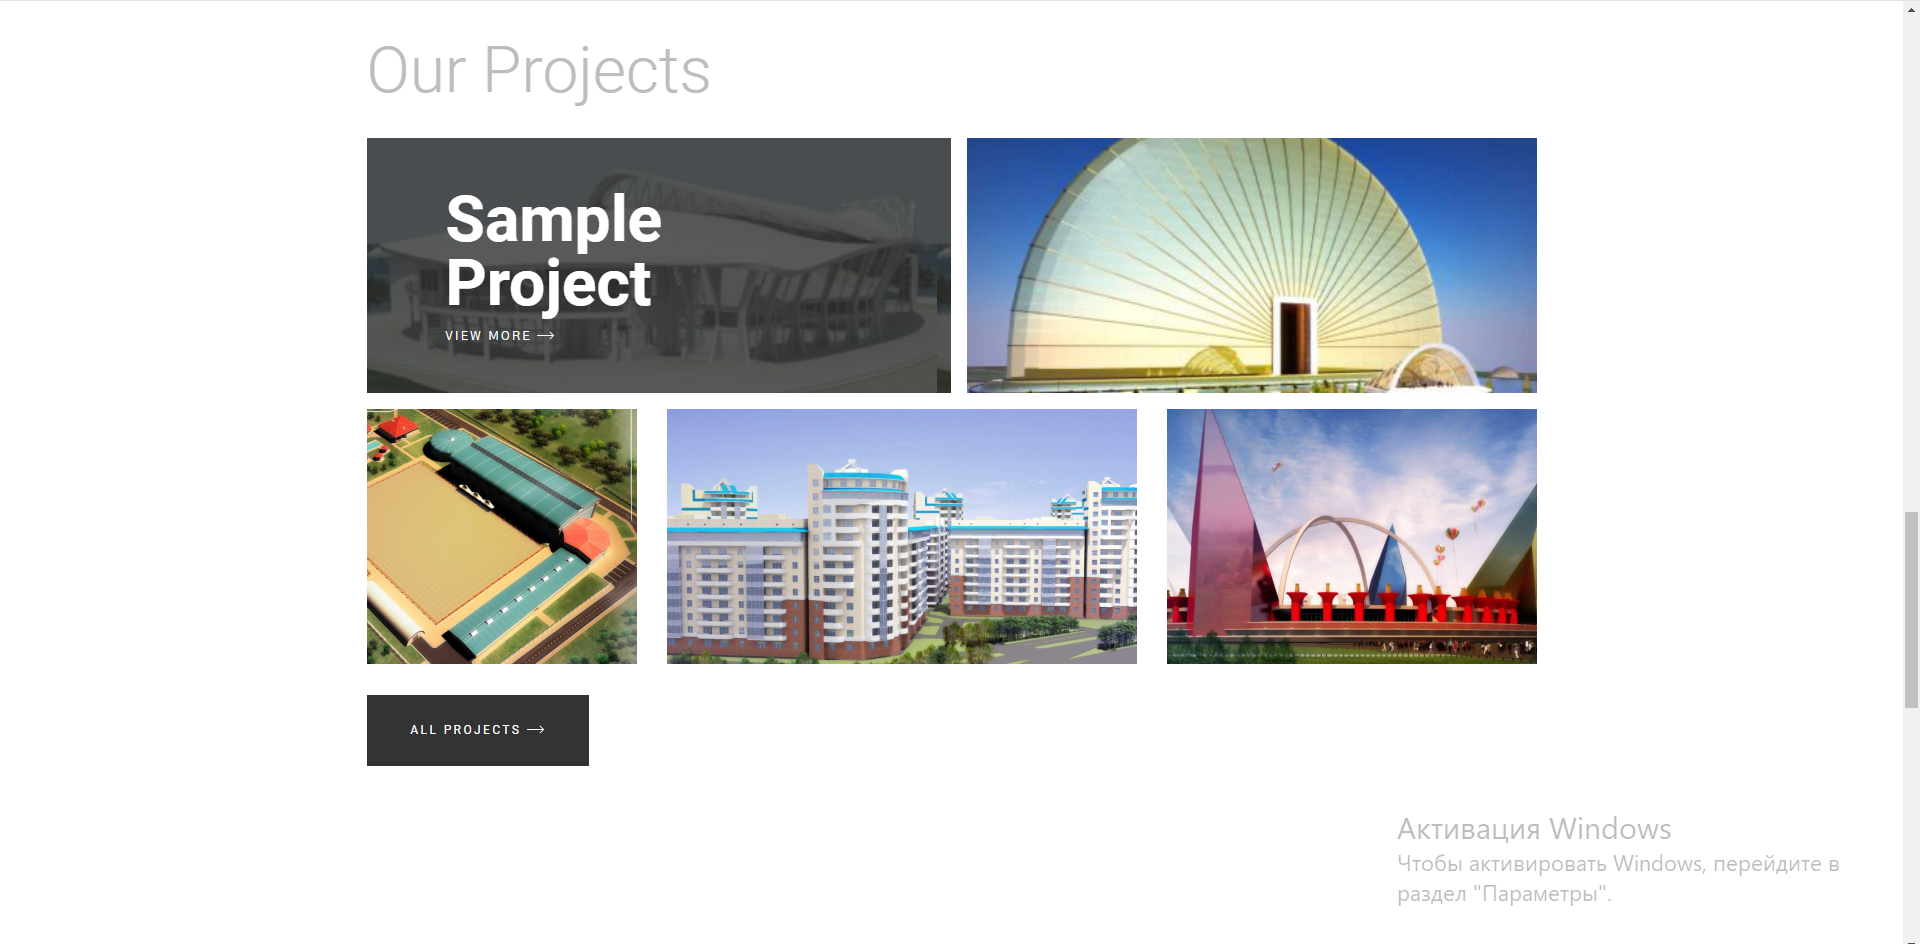 Our Projects
Sample
Project
VIEW MORE
ALL PROJECTS
Активация Windows
Чтобы активировать Windows, перейдите в
раздел "Параметры".